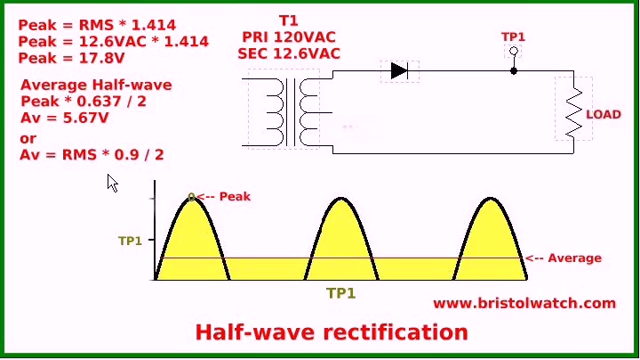 Peak = RMS * 1.414
Peak = 12.6VAC * 1.414
Peak = 17.8V
Average Half-wave
Peak * 0.637 / 2
Av = 5.67V
or
Av = RMS * 0.9 / 2
T1
PRI 120VAC
SEC 12.6VAC
TP1
LOAD
<-- Peak
TP1
<-- Average
TP1
www.bristolwatch.com
Half-wave rectification